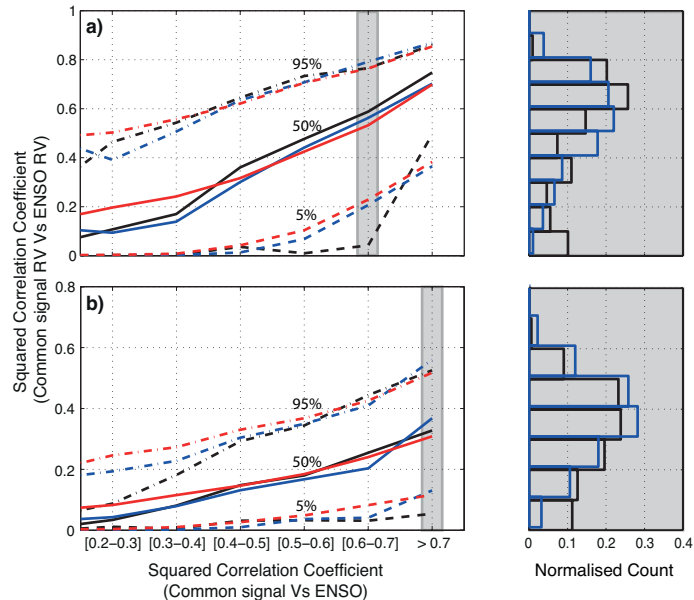 a)
1
0.8
0.6
0.4
0.2
0
95%
50%
5%
b)
0.8
0.6
0.4
0.2
0
95%
50%
5%
Squared Correlation Coefficient
(Common signal RV Vs ENSO RV)
[0.2–0.3] [0.3–0.4] [0.4–0.5] [0.5–0.6] [0.6–0.7] > 0.7
Squared Correlation Coefficient
(Common signal Vs ENSO)
0 0.1 0.2 0.3 0.4
Normalised Count